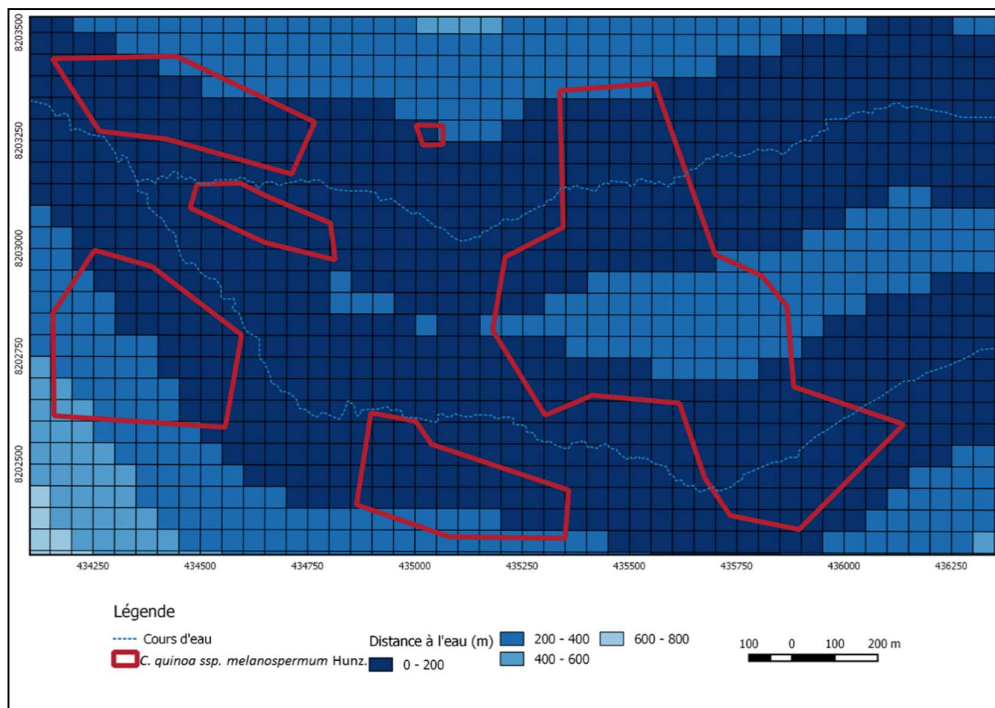 8203500
8203250
8203000
8202750
8202500
434250 434500 434750 435000 435250 435500 435750 436000 436250
Légende
Cours d'eau
C. quinoa ssp. melanospermum Hunz.
Distance à l'eau (m)
0 - 200
200 - 400
400 - 600
600 - 800
100 0 100 200 m